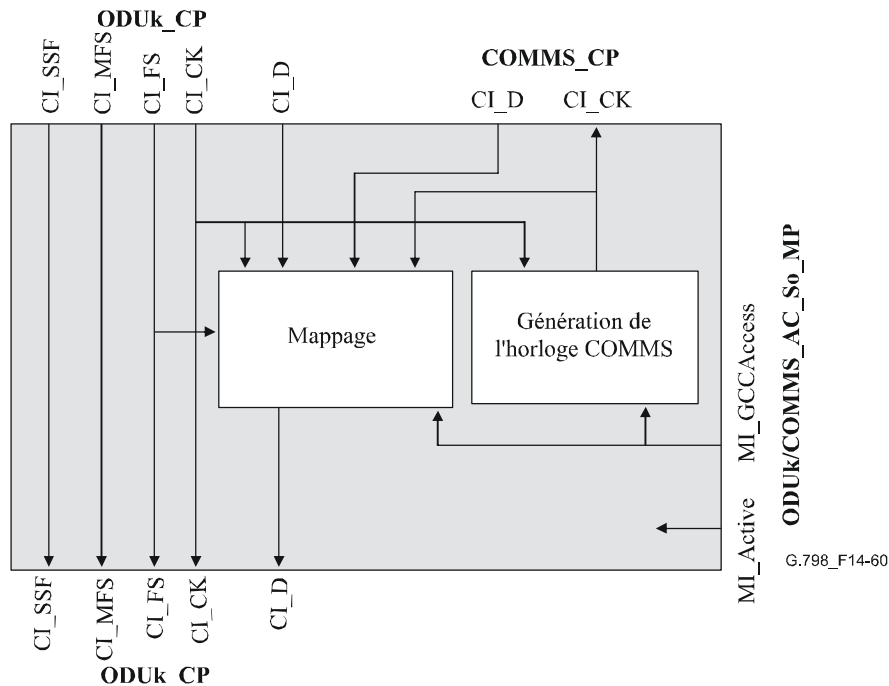 ODUk_CP
COMMS_CP
CI_SSF
CI_MFS
CI_FS
CI_CK
CI_D
CI_D
CI_CK
Mappage
Génération de
l'horloge COMMS
MI_GCCAccess
MI_Active
ODUk/COMMS_AC_So_MP
G.798_F14-60
CI_SSF
CI_MFS
CI_FS
CI_CK
CI_D
ODUk_CP